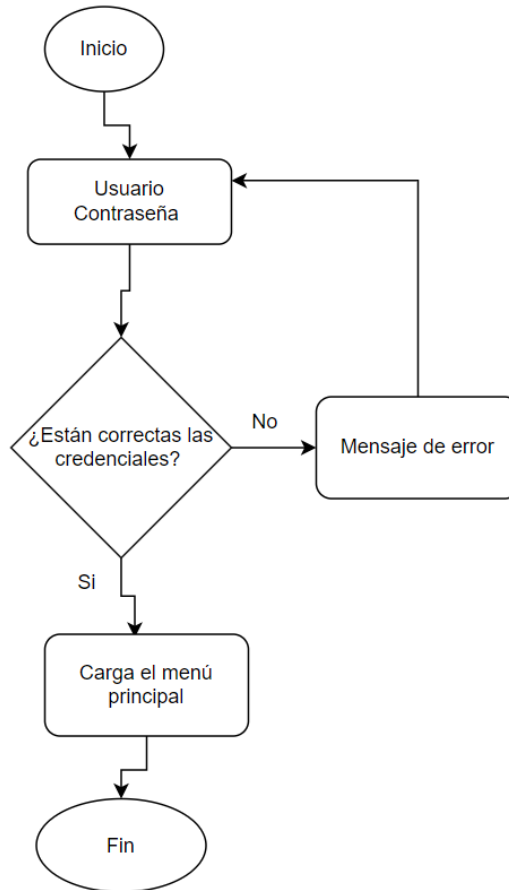 Inicio
Usuario
Contraseña
¿Están correctas las
credenciales?
No
Mensaje de error
Si
Carga el menú
principal
Fin